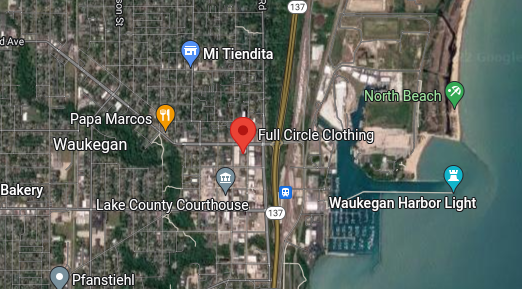 son St
Rd
137
d Ave
Mi Tiendita
North Beach
Papa Marcos
Full Circle Clothing
Waukegan
Bakery
Lake County Courthouse
Waukegan Harbor Light
137
Pfanstiehl